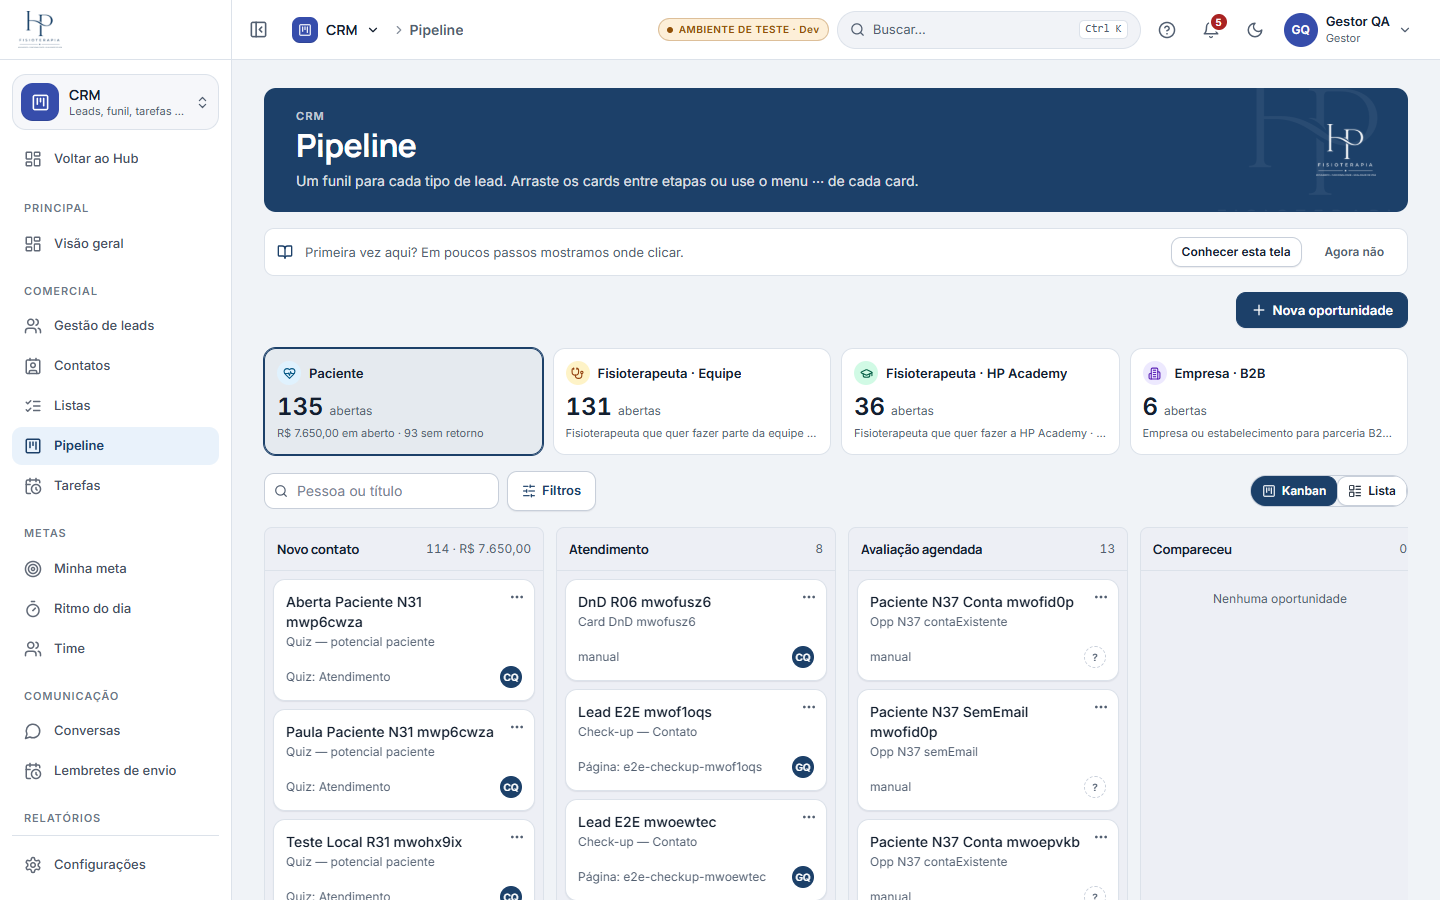 HP
FISIOTERAPIA
CRM
Pipeline
AMBIENTE DE TESTE · Dev
Buscar...
Ctrl K
5
GQ
Gestor QA
Gestor
CRM
Leads, funil, tarefas ...
Voltar ao Hub
PRINCIPAL
Visão geral
COMERCIAL
Gestão de leads
Contatos
Listas
Pipeline
Tarefas
METAS
Minha meta
Ritmo do dia
Time
COMUNICAÇÃO
Conversas
Lembretes de envio
RELATÓRIOS
Configurações
CRM
Pipeline
Um funil para cada tipo de lead. Arraste os cards entre etapas ou use o menu ··· de cada card.
HP
FISIOTERAPIA
Primeira vez aqui? Em poucos passos mostramos onde clicar.
Conhecer esta tela
Agora não
Nova oportunidade
Paciente
135 abertas
R$ 7.650,00 em aberto · 93 sem retorno
Fisioterapeuta · Equipe
131 abertas
Fisioterapeuta que quer fazer parte da equipe ...
Fisioterapeuta · HP Academy
36 abertas
Fisioterapeuta que quer fazer a HP Academy · ...
Empresa · B2B
6 abertas
Empresa ou estabelecimento para parceria B2...
Pessoa ou título
Filtros
Kanban
Lista
Novo contato
114 · R$ 7.650,00
Aberta Paciente N31
mwp6cwza
Quiz — potencial paciente
Quiz: Atendimento
CQ
Paula Paciente N31 mwp6cwza
Quiz — potencial paciente
Quiz: Atendimento
CQ
Teste Local R31 mwohx9ix
Quiz — potencial paciente
Quiz: Atendimento
CQ
Atendimento
8
DnD R06 mwofusz6
Card DnD mwofusz6
manual
CQ
Lead E2E mwof1oqs
Check-up — Contato
Página: e2e-checkup-mwof1oqs
GQ
Lead E2E mwoewtec
Check-up — Contato
Página: e2e-checkup-mwoewtec
GQ
Avaliação agendada
13
Paciente N37 Conta mwofid0p
Opp N37 contaExistente
manual
?
Paciente N37 SemEmail
mwofid0p
Opp N37 semEmail
manual
?
Paciente N37 Conta mwoepvkb
Opp N37 contaExistente
manual
?
Compareceu
0
Nenhuma oportunidade